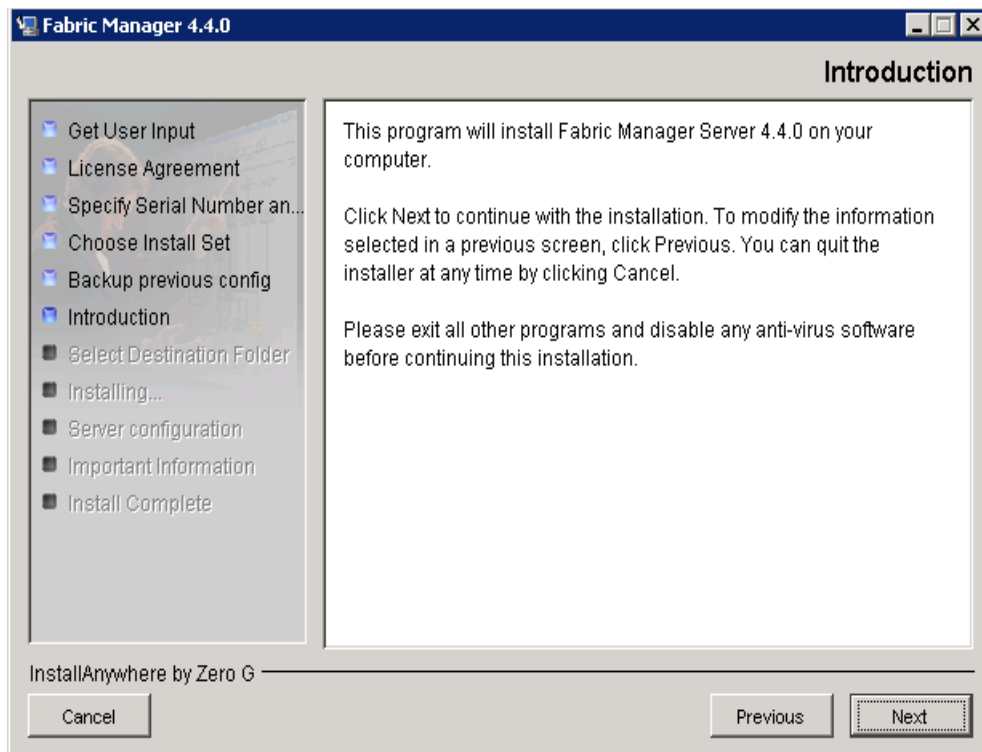 Fabric Manager 4.4.0
Introduction
Get User Input
License Agreement
Specify Serial Number an...
Choose Install Set
Backup previous config
Introduction
Select Destination Folder
Installing...
Server configuration
Important Information
Install Complete
This program will install Fabric Manager Server 4.4.0 on your
computer.
Click Next to continue with the installation. To modify the information
selected in a previous screen, click Previous. You can quit the
installer at any time by clicking Cancel.
Please exit all other programs and disable any anti-virus software
before continuing this installation.
InstallAnywhere by Zero G
Cancel
Previous
Next